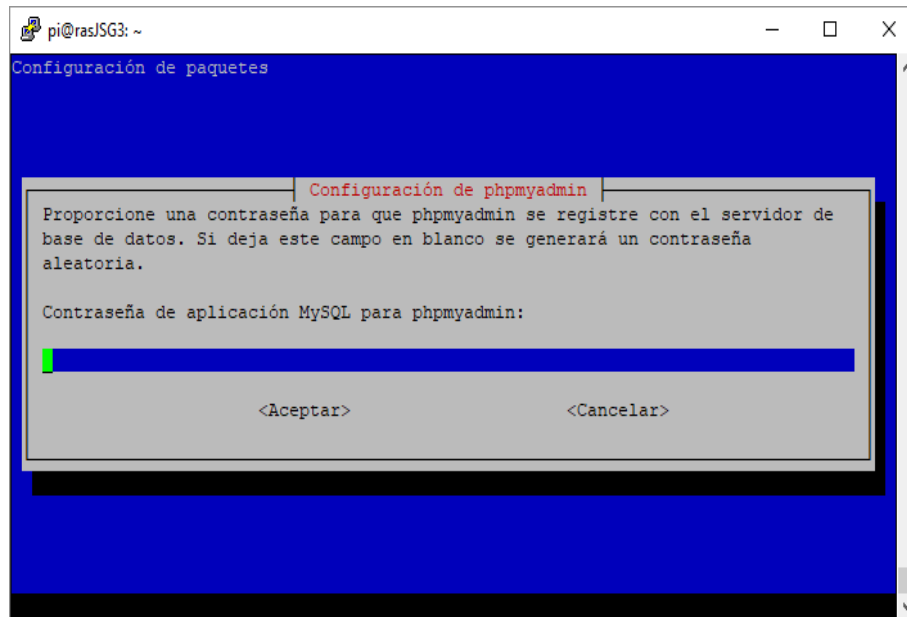 pi@rasJSG3: ~
Configuración de paquetes
Configuración de phpmyadmin
Proporcione una contraseña para que phpmyadmin se registre con el servidor de
base de datos. Si deja este campo en blanco se generará un contraseña
aleatoria.
Contraseña de aplicación MySQL para phpmyadmin:
<Aceptar> <Cancelar>